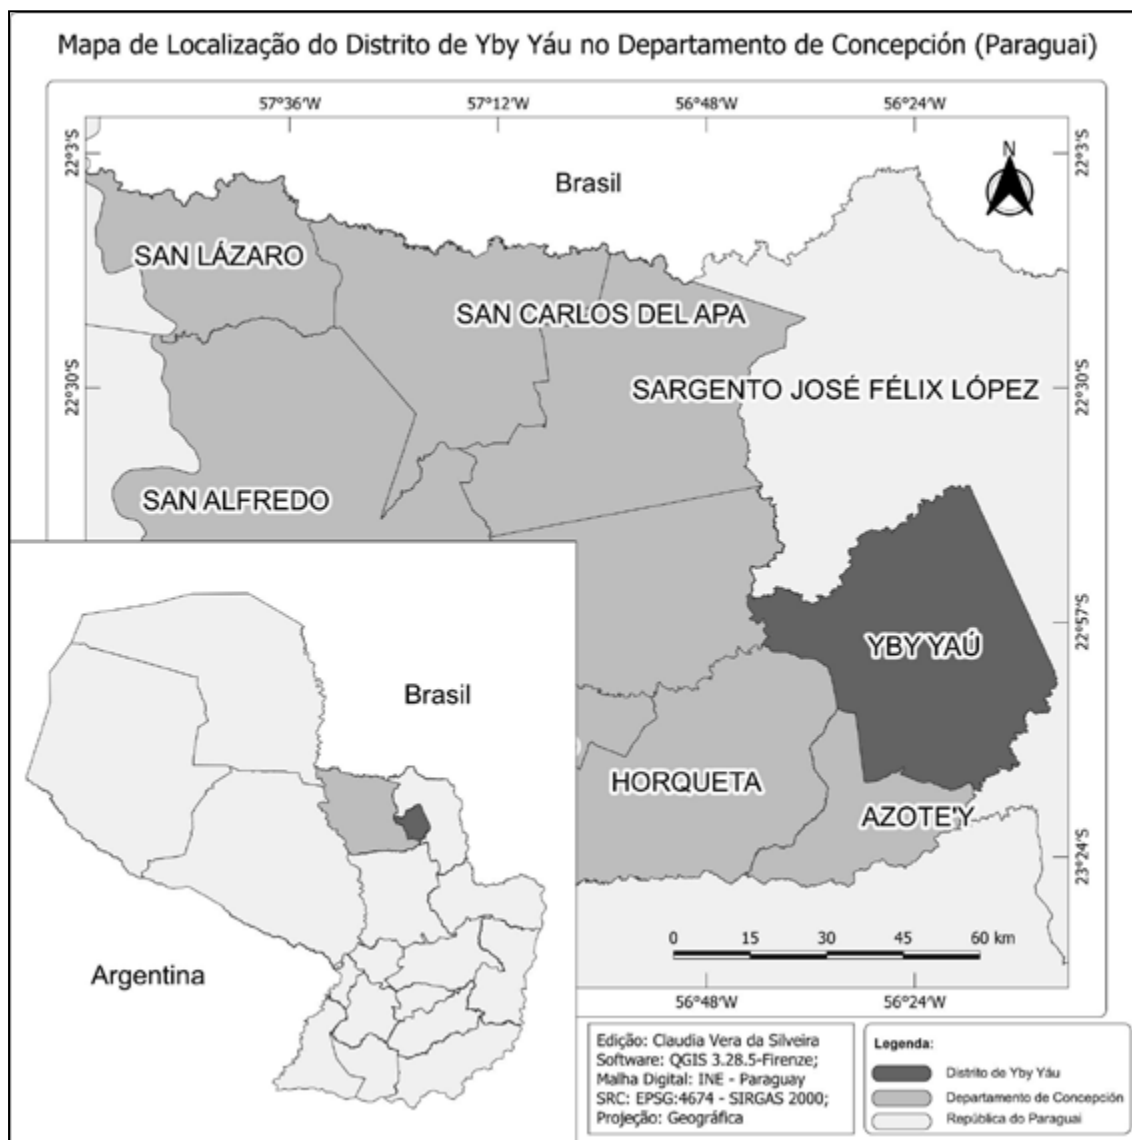 Mapa de Localização do Distrito de Yby Yáu no Departamento de Concepción (Paraguai)
57°36'W 57°12'W 56°48'W 56°24'W
22°3'S 22°3'S
N
Brasil
SAN LÁZARO
SAN CARLOS DEL APA
SARGENTO JOSÉ FÉLIX LÓPEZ
22°30'S 22°30'S
SAN ALFREDO
22°57'S
YBY YAÚ
Brasil
HORQUETA
AZOTE'Y
23°24'S
0 15 30 45 60 km
Argentina
56°48'W 56°24'W
Edição: Claudia Vera da Silveira
Software: QGIS 3.28.5-Firenze;
Malha Digital: INE - Paraguay
SRC: EPSG:4674 - SIRGAS 2000;
Projeção: Geográfica
Legenda:
Distrito de Yby Yáu
Departamento de Concepción
República do Paraguai